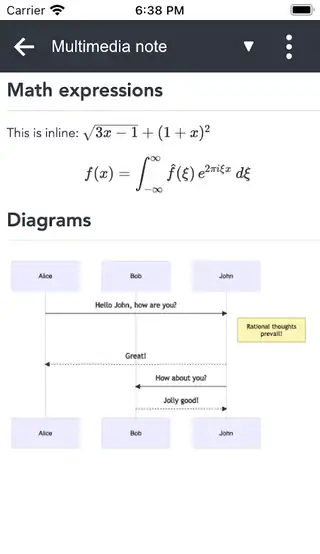 Carrier 6:38 PM
Multimedia note
Math expressions
This is inline: √3x − 1 + (1 + x)²
f(x) = ∫_{−∞}^{∞} f̂(ξ) e^{2πiξx} dξ
Diagrams
Alice Bob John
Hello John, how are you?
Rational thoughts
prevail!
Great!
How about you?
Jolly good!
Alice Bob John